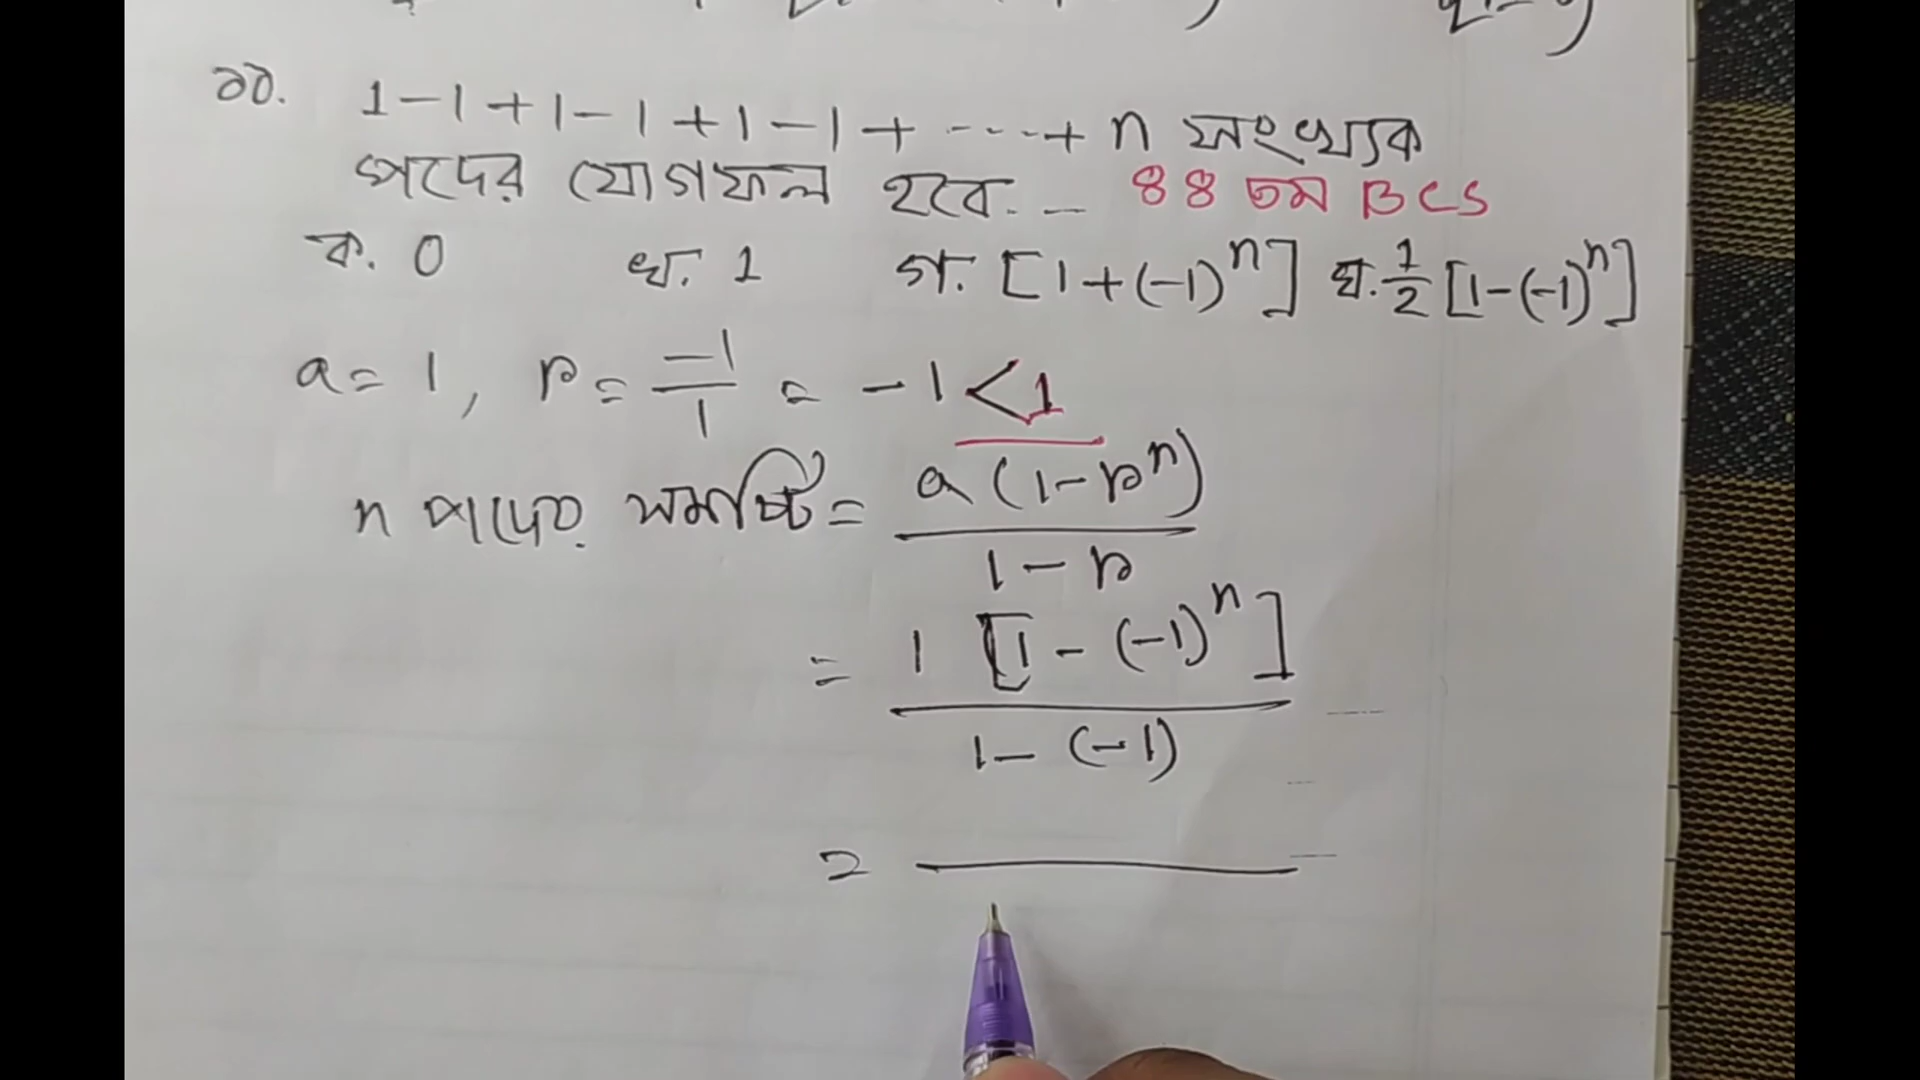 ১০. 1-1+1-1+1-1+ ----+ n সংখ্যক
পদের যোগফল হবে. _ ৪৪ তম BCS
ক. 0 খ. 1 গ. [1+(-1)^n] ঘ. 1/2 [1-(-1)^n]
a = 1, r = -1/1 = -1 < 1
n পদের সমষ্টি = a(1-r^n) / 1-r
= 1 [1 - (-1)^n] / 1-(-1)
=